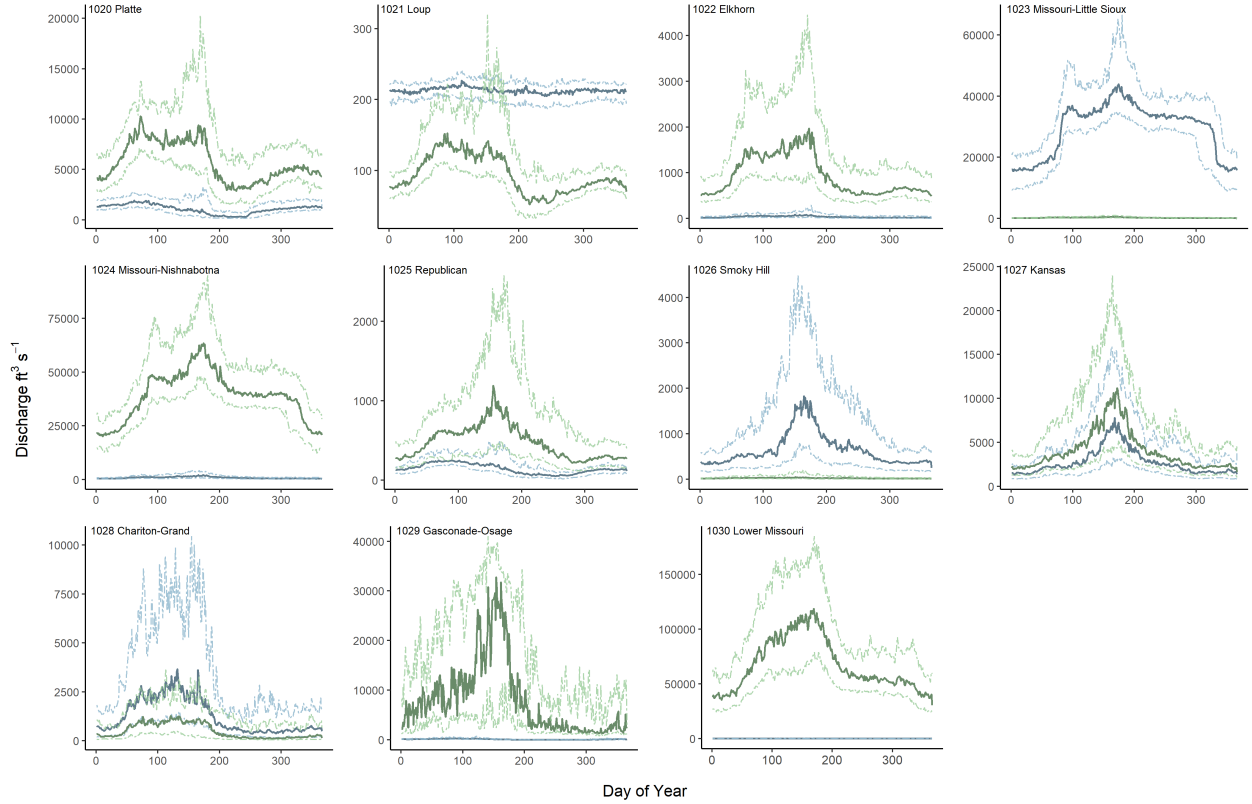 1020 Platte
20000
15000
10000
5000
0
0 100 200 300
1021 Loup
300
200
100
0 100 200 300
1022 Elkhorn
4000
3000
2000
1000
0
0 100 200 300
1023 Missouri-Little Sioux
60000
40000
20000
0
0 100 200 300
1024 Missouri-Nishnabotna
75000
50000
25000
0
0 100 200 300
1025 Republican
2000
1000
0
0 100 200 300
1026 Smoky Hill
4000
3000
2000
1000
0
0 100 200 300
1027 Kansas
25000
20000
15000
10000
5000
0
0 100 200 300
1028 Chariton-Grand
10000
7500
5000
2500
0
0 100 200 300
1029 Gasconade-Osage
40000
30000
20000
10000
0
0 100 200 300
1030 Lower Missouri
150000
100000
50000
0
0 100 200 300
Discharge ft³ s⁻¹
Day of Year